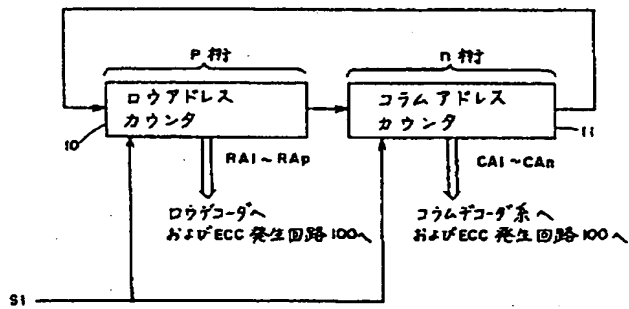 P桁
n桁
ロウアドレス
カウンタ
コラムアドレス
カウンタ
10
11
RA1~RAp
CA1~CAn
ロウデコーダへ
およびECC発生回路100へ
コラムデコーダ系へ
およびECC発生回路100へ
S1